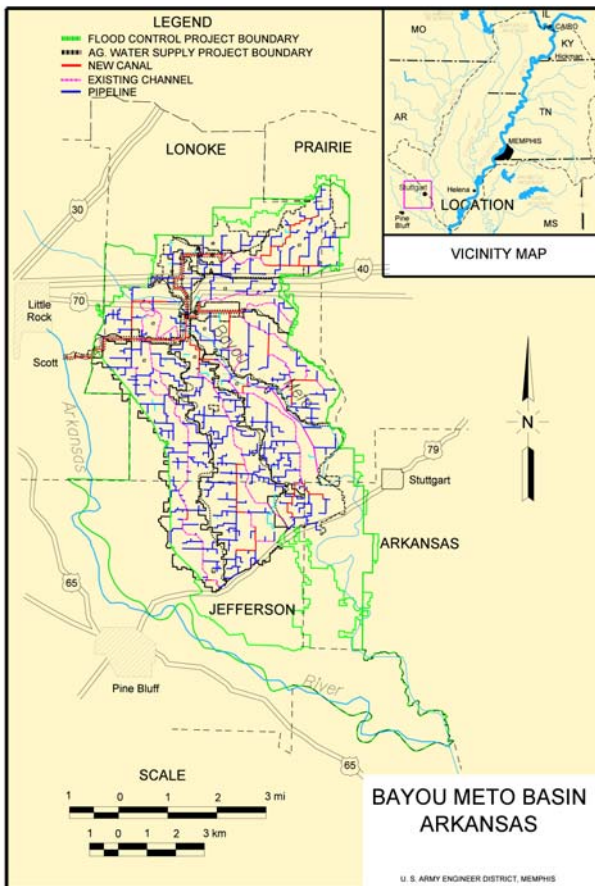 LEGEND
FLOOD CONTROL PROJECT BOUNDARY
AG. WATER SUPPLY PROJECT BOUNDARY
NEW CANAL
EXISTING CHANNEL
PIPELINE
MO
IL
CAIRO
KY
Hickman
AR
TN
MEMPHIS
Stuttgart
Helena
LOCATION
Pine
Bluff
MS
VICINITY MAP
LONOKE
PRAIRIE
30
40
70
Little
Rock
Scott
Bayou
Meto
Arkansas
N
79
Stuttgart
ARKANSAS
65
JEFFERSON
Pine Bluff
River
65
SCALE
1 0 1 2 3 mi
1 0 1 2 3 km
BAYOU METO BASIN
ARKANSAS
U. S. ARMY ENGINEER DISTRICT, MEMPHIS